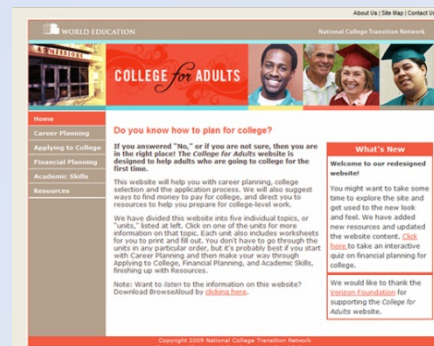 About Us | Site Map | Contact Us
WORLD EDUCATION
National College Transition Network
ADMISSIONS
COLLEGE for ADULTS
Home
Career Planning
Applying to College
Financial Planning
Academic Skills
Resources
Do you know how to plan for college?
If you answered "No," or if you are not sure, then you are
in the right place! The College for Adults website is
designed to help adults who are going to college for the
first time.
This website will help you with career planning, college
selection and the application process. We will also suggest
ways to find money to pay for college, and direct you to
resources to help you prepare for college-level work.
We have divided this website into five individual topics, or
"units," listed at left. Click on one of the units for more
information on that topic. Each unit also includes worksheets
for you to print and fill out. You don't have to go through the
units in any particular order, but it's probably best if you start
with Career Planning and then make your way through
Applying to College, Financial Planning, and Academic Skills,
finishing up with Resources.
Note: Want to listen to the information on this website?
Download BrowseAloud by clicking here.
What's New
Welcome to our redesigned
website!
You might want to take some
time to explore the site and
get used to the new look
and feel. We have added
new resources and updated
the website content. Click
here to take an interactive
quiz on financial planning for
college.
We would like to thank the
Verizon Foundation for
supporting the College for
Adults website.
Copyright 2009 National College Transition Network